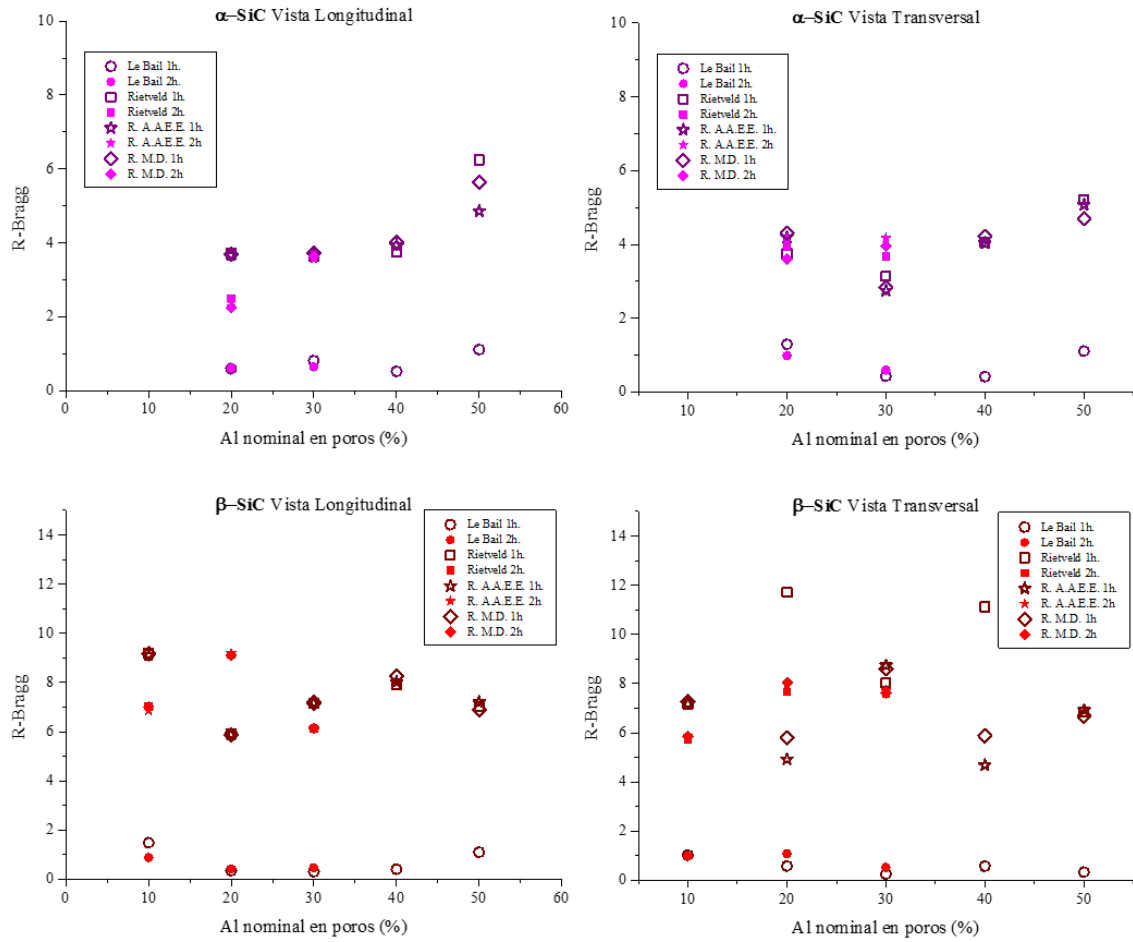 α–SiC Vista Longitudinal
10
8
6
4
2
0
R-Bragg
Le Bail 1h.
Le Bail 2h.
Rietveld 1h.
Rietveld 2h.
R. A.A.E.E. 1h.
R. A.A.E.E. 2h
R. M.D. 1h
R. M.D. 2h
0 10 20 30 40 50 60
Al nominal en poros (%)
α–SiC Vista Transversal
10
8
6
4
2
0
R-Bragg
Le Bail 1h.
Le Bail 2h.
Rietveld 1h.
Rietveld 2h.
R. A.A.E.E. 1h.
R. A.A.E.E. 2h
R. M.D. 1h
R. M.D. 2h
10 20 30 40 50
Al nominal en poros (%)
β–SiC Vista Longitudinal
14
12
10
8
6
4
2
0
R-Bragg
Le Bail 1h.
Le Bail 2h.
Rietveld 1h.
Rietveld 2h.
R. A.A.E.E. 1h.
R. A.A.E.E. 2h
R. M.D. 1h
R. M.D. 2h
0 10 20 30 40 50 60
Al nominal en poros (%)
β–SiC Vista Transversal
14
12
10
8
6
4
2
0
R-Bragg
Le Bail 1h.
Le Bail 2h.
Rietveld 1h.
Rietveld 2h.
R. A.A.E.E. 1h.
R. A.A.E.E. 2h
R. M.D. 1h
R. M.D. 2h
10 20 30 40 50
Al nominal en poros (%)